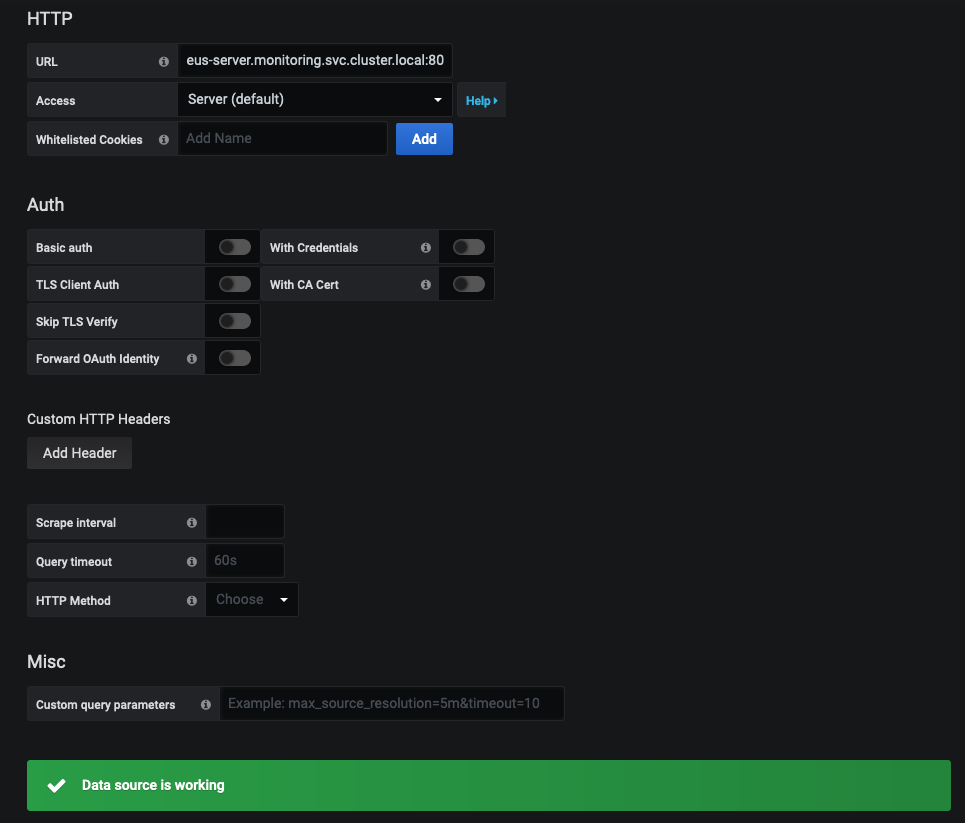 HTTP
URL
eus-server.monitoring.svc.cluster.local:80
Access
Server (default)
Help
Whitelisted Cookies
Add Name
Add
Auth
Basic auth
With Credentials
TLS Client Auth
With CA Cert
Skip TLS Verify
Forward OAuth Identity
Custom HTTP Headers
Add Header
Scrape interval
Query timeout
60s
HTTP Method
Choose
Misc
Custom query parameters
Example: max_source_resolution=5m&timeout=10
Data source is working